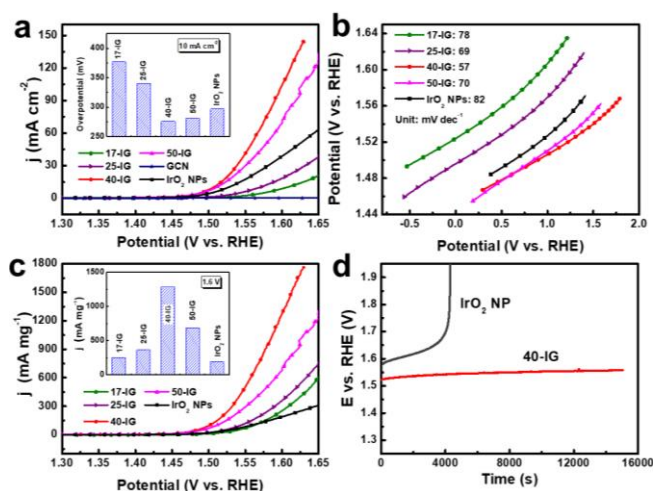 a
j (mA cm⁻²)
150
120
90
60
30
0
Overpotential (mV)
400
350
300
250
10 mA cm⁻²
17-IG
25-IG
40-IG
50-IG
IrO₂ NPs
17-IG
50-IG
25-IG
GCN
40-IG
IrO₂ NPs
1.30 1.35 1.40 1.45 1.50 1.55 1.60 1.65
Potential (V vs. RHE)
b
Potential (V vs. RHE)
1.64
1.60
1.56
1.52
1.48
1.44
17-IG: 78
25-IG: 69
40-IG: 57
50-IG: 70
IrO₂ NPs: 82
Unit: mV dec⁻¹
-0.5 0.0 0.5 1.0 1.5 2.0
Potential (V vs. RHE)
c
j (mA mg⁻¹)
1800
1500
1200
900
600
300
0
j (mA mg⁻¹)
1500
1000
500
0
1.6 V
17-IG
25-IG
40-IG
50-IG
IrO₂ NPs
17-IG
50-IG
25-IG
IrO₂ NPs
40-IG
1.30 1.35 1.40 1.45 1.50 1.55 1.60 1.65
Potential (V vs. RHE)
d
E vs. RHE (V)
1.9
1.8
1.7
1.6
1.5
1.4
1.3
IrO₂ NP
40-IG
0 4000 8000 12000 16000
Time (s)